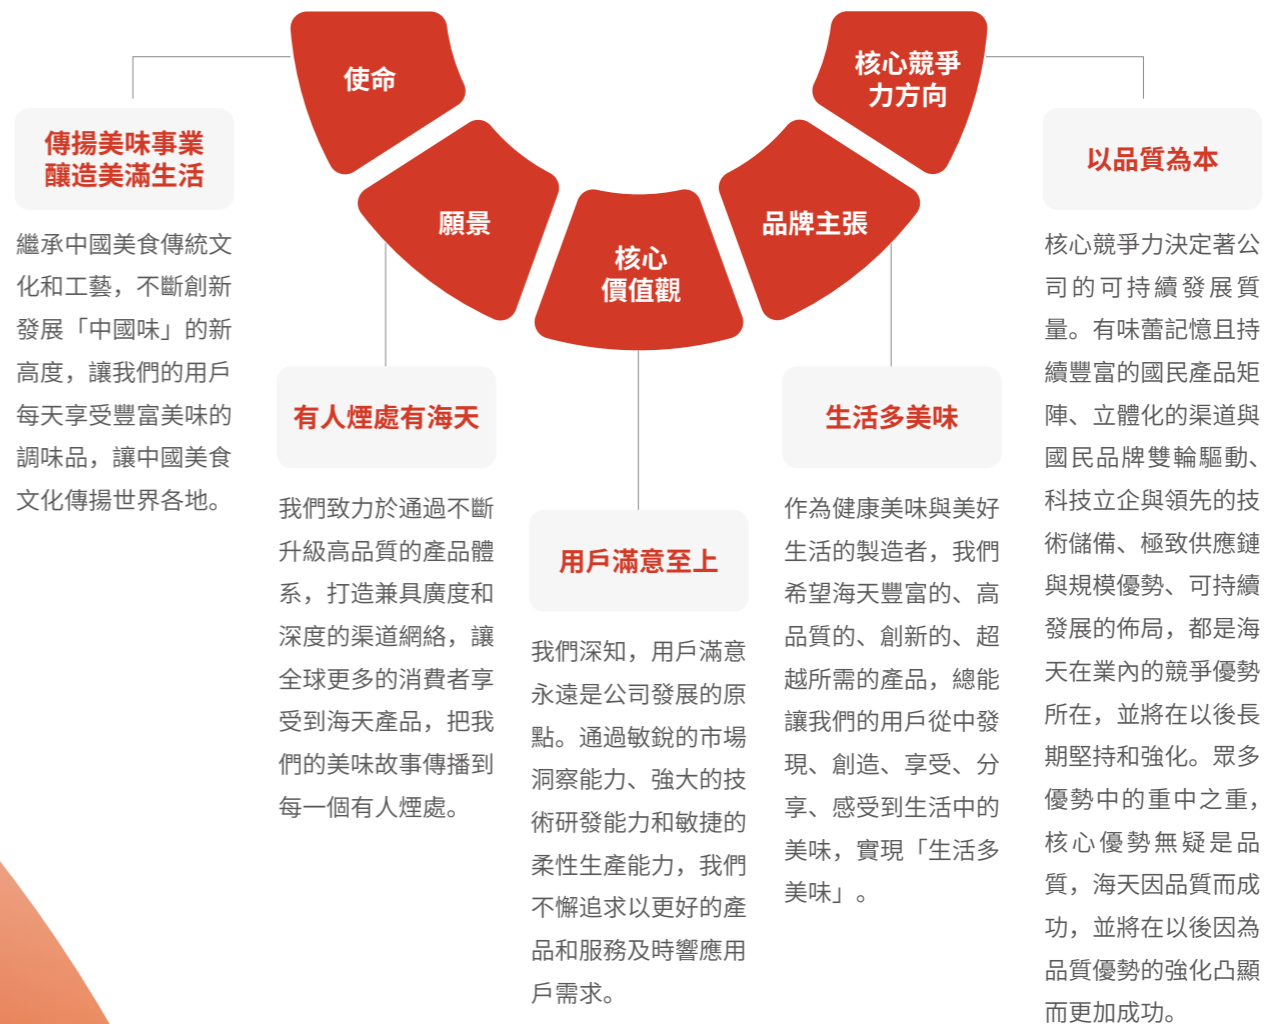 使命
傳揚美味事業
釀造美滿生活
繼承中國美食傳統文
化和工藝，不斷創新
發展「中國味」的新
高度，讓我們的用戶
每天享受豐富美味的
調味品，讓中國美食
文化傳揚世界各地。
願景
有人煙處有海天
我們致力於通過不斷
升級高品質的產品體
系，打造兼具廣度和
深度的渠道網絡，讓
全球更多的消費者享
受到海天產品，把我
們的美味故事傳播到
每一個有人煙處。
核心
價值觀
用戶滿意至上
我們深知，用戶滿意
永遠是公司發展的原
點。通過敏銳的市場
洞察能力、強大的技
術研發能力和敏捷的
柔性生產能力，我們
不懈追求以更好的產
品和服務及時響應用
戶需求。
品牌主張
生活多美味
作為健康美味與美好
生活的製造者，我們
希望海天豐富的、高
品質的、創新的、超
越所需的產品，總能
讓我們的用戶從中發
現、創造、享受、分
享、感受到生活中的
美味，實現「生活多
美味」。
核心競爭
力方向
以品質為本
核心競爭力決定著公
司的可持續發展質
量。有味蕾記憶且持
續豐富的國民產品矩
陣、立體化的渠道與
國民品牌雙輪驅動、
科技立企與領先的技
術儲備、極致供應鏈
與規模優勢、可持續
發展的佈局，都是海
天在業內的競爭優勢
所在，並將在以後長
期堅持和強化。眾多
優勢中的重中之重，
核心優勢無疑是品
質，海天因品質而成
功，並將在以後因為
品質優勢的強化凸顯
而更加成功。